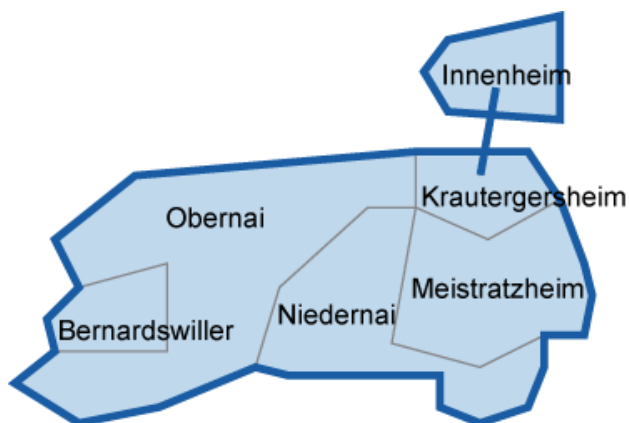 Innenheim
Krautergersheim
Obernai
Meistratzheim
Niedernai
Bernardswiller